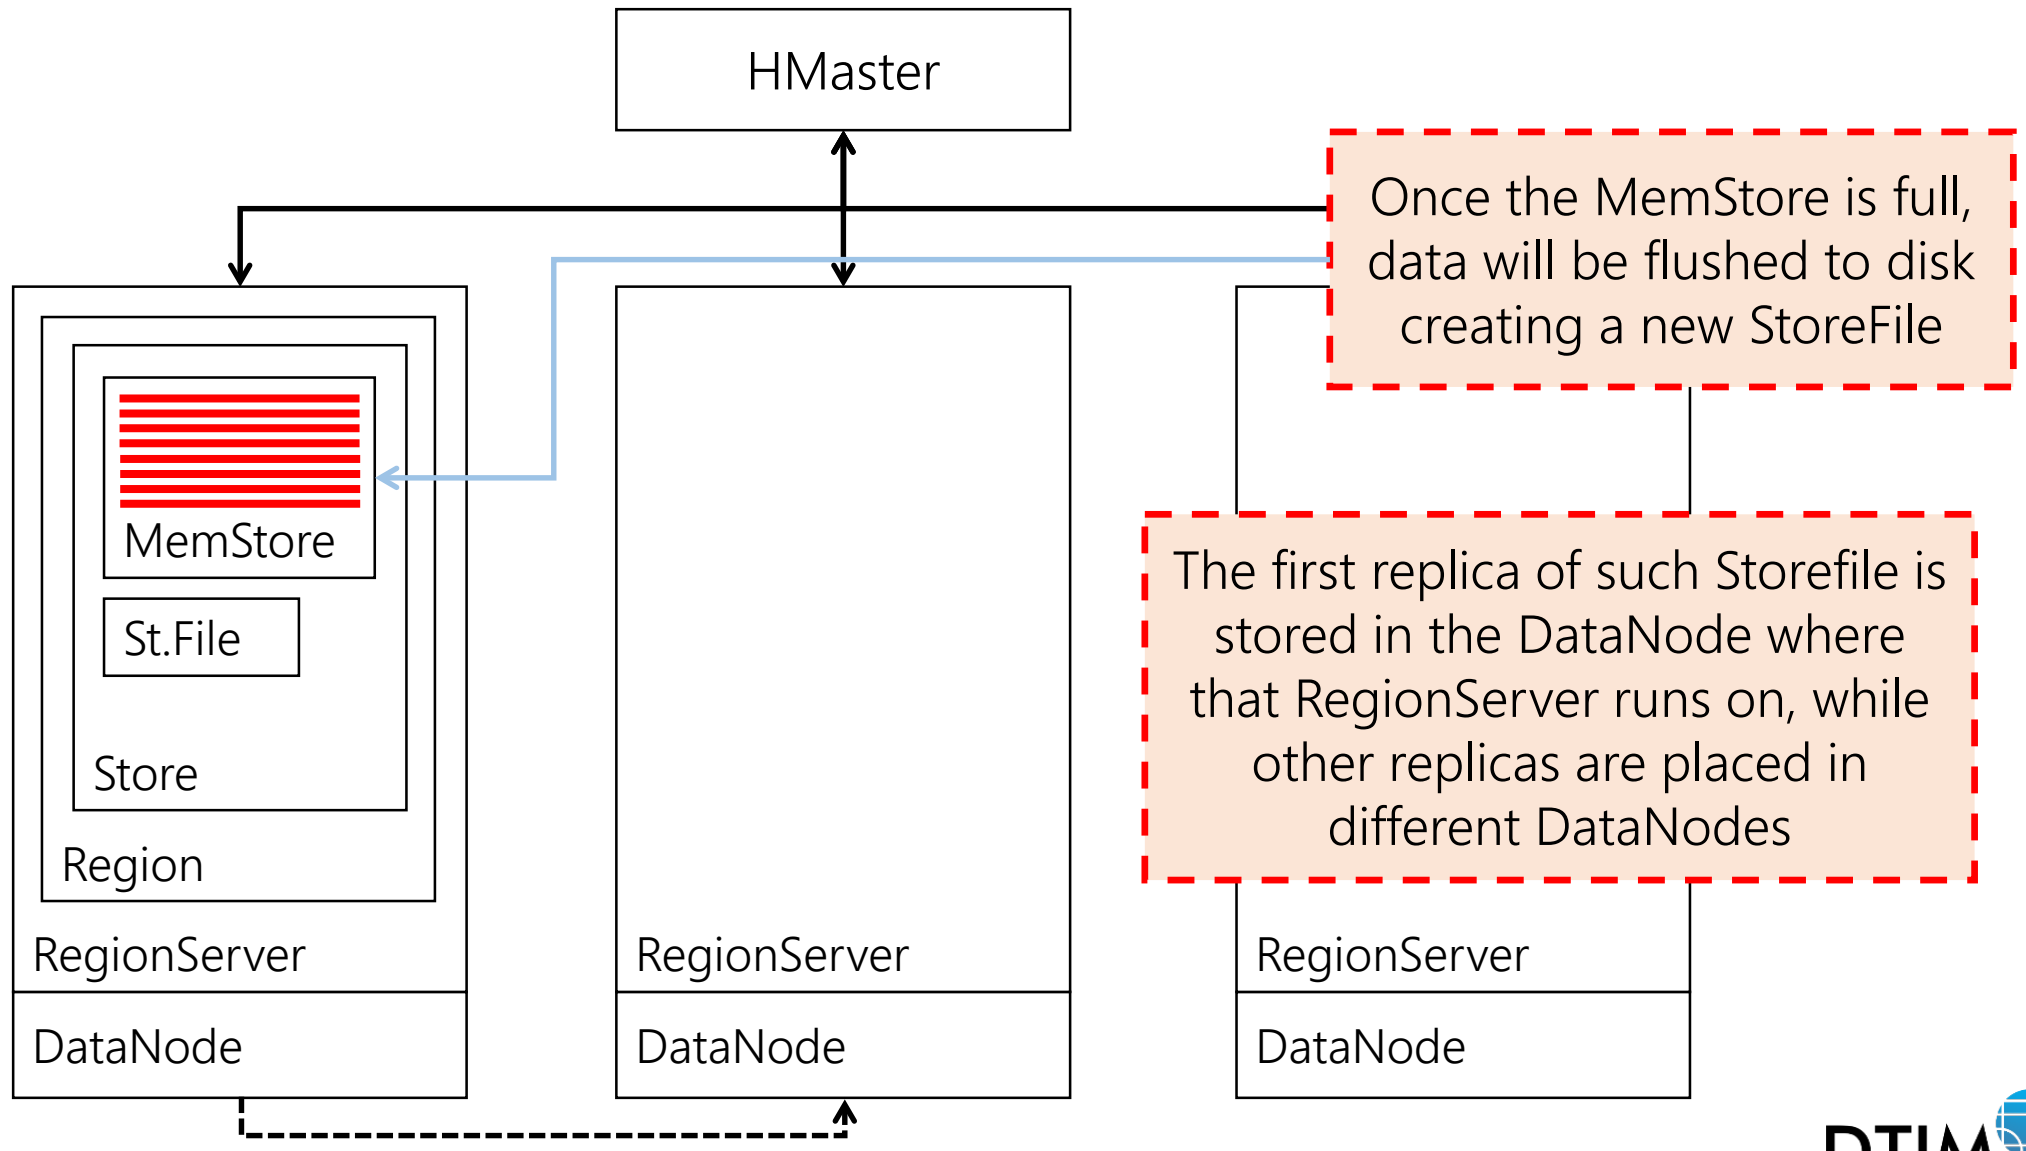 HMaster
Once the MemStore is full,
data will be flushed to disk
creating a new StoreFile
MemStore
St.File
Store
Region
RegionServer
DataNode
RegionServer
DataNode
The first replica of such Storefile is
stored in the DataNode where
that RegionServer runs on, while
other replicas are placed in
different DataNodes
RegionServer
DataNode
DTIM